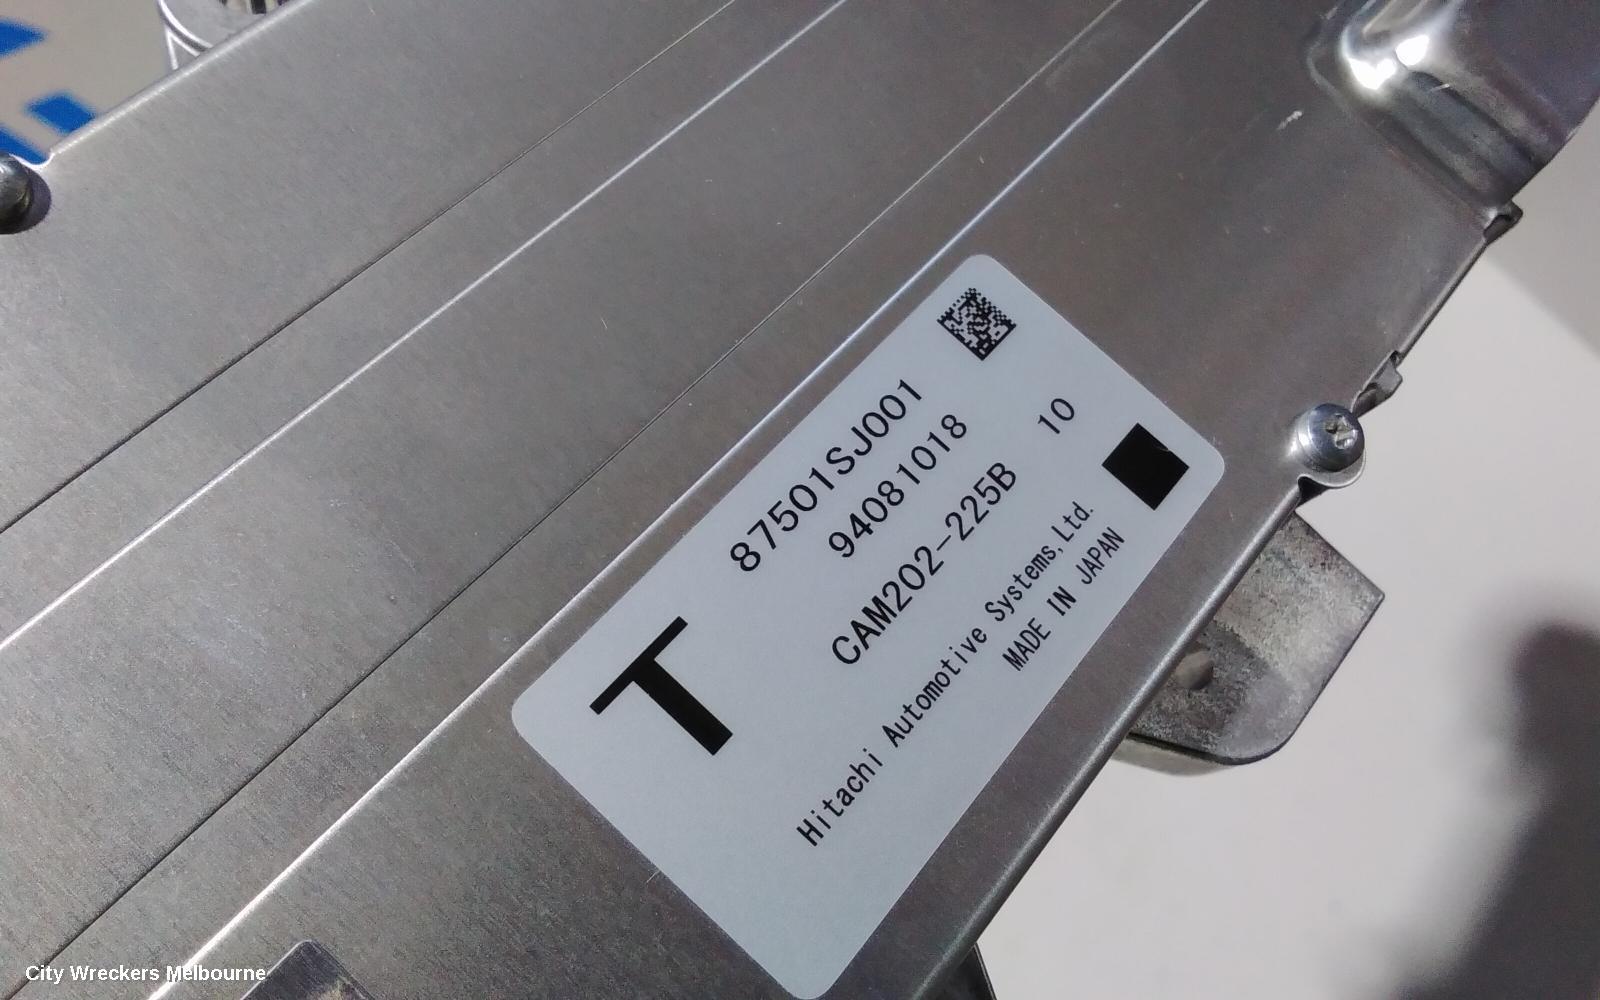 87501SJ001
94081018
CAM202-225B 10
T
Hitachi Automotive Systems,Ltd.
MADE IN JAPAN
City Wreckers Melbourne